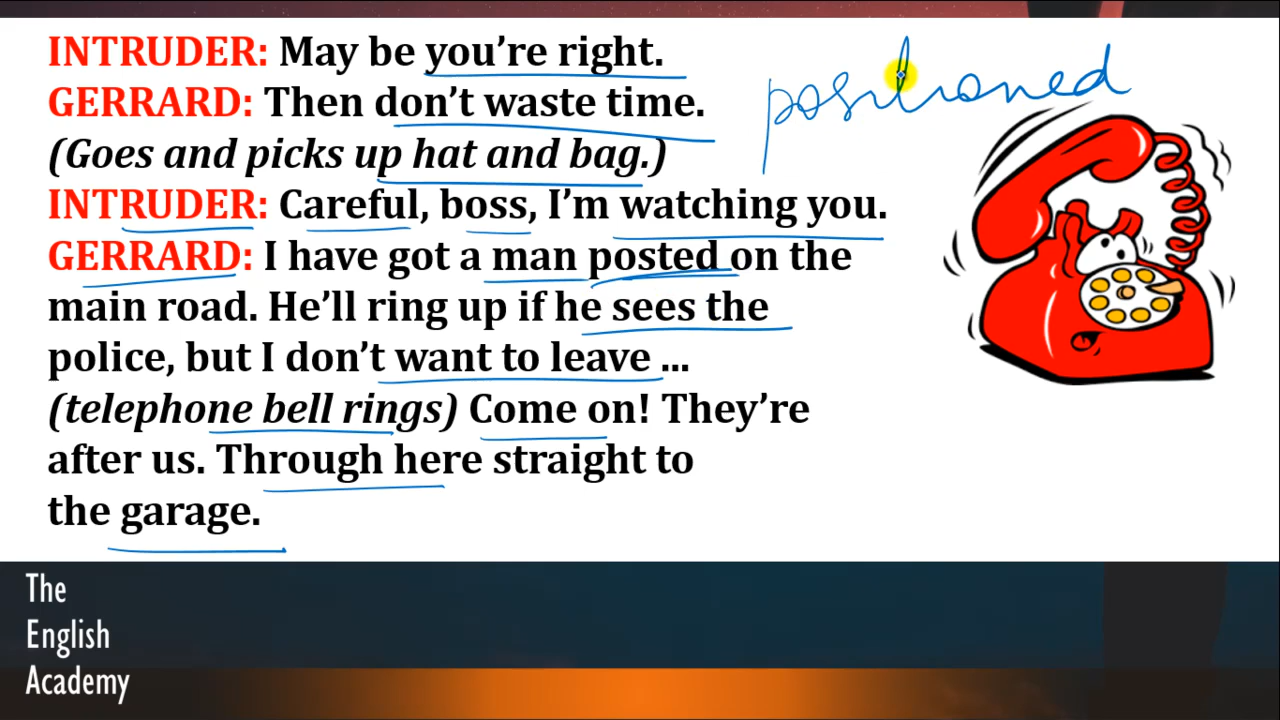 INTRUDER: May be you're right.
GERRARD: Then don't waste time.
(Goes and picks up hat and bag.)
INTRUDER: Careful, boss, I'm watching you.
GERRARD: I have got a man posted on the
main road. He'll ring up if he sees the
police, but I don't want to leave ...
(telephone bell rings) Come on! They're
after us. Through here straight to
the garage.
positioned
The
English
Academy